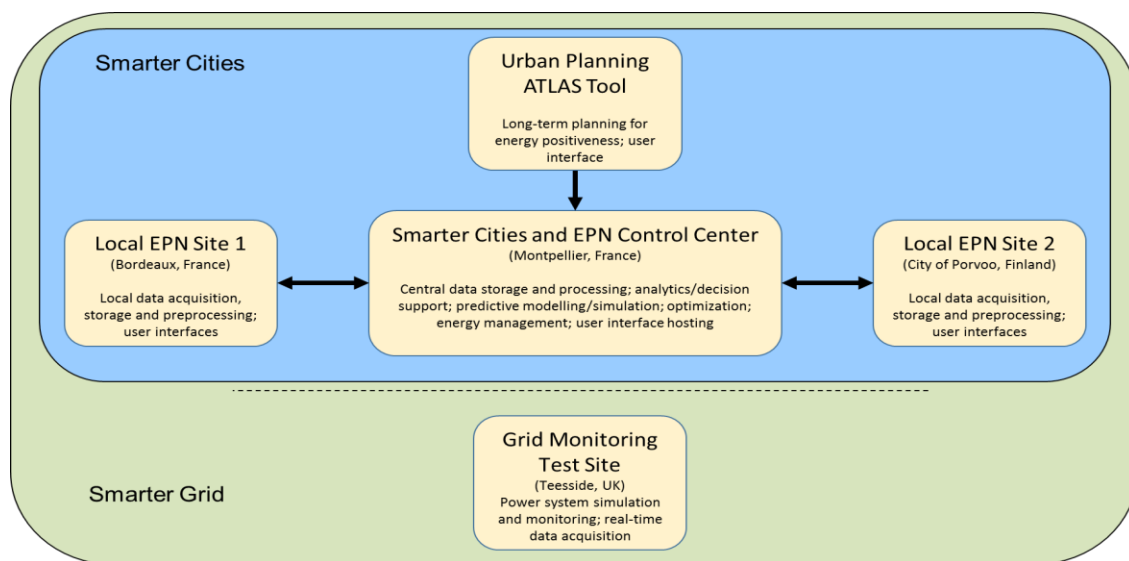 Smarter Cities
Urban Planning
ATLAS Tool
Long-term planning for
energy positiveness; user
interface
Local EPN Site 1
(Bordeaux, France)
Local data acquisition,
storage and preprocessing;
user interfaces
Smarter Cities and EPN Control Center
(Montpellier, France)
Central data storage and processing; analytics/decision
support; predictive modelling/simulation; optimization;
energy management; user interface hosting
Local EPN Site 2
(City of Porvoo, Finland)
Local data acquisition,
storage and preprocessing;
user interfaces
Grid Monitoring
Test Site
(Teesside, UK)
Power system simulation
and monitoring; real-time
data acquisition
Smarter Grid